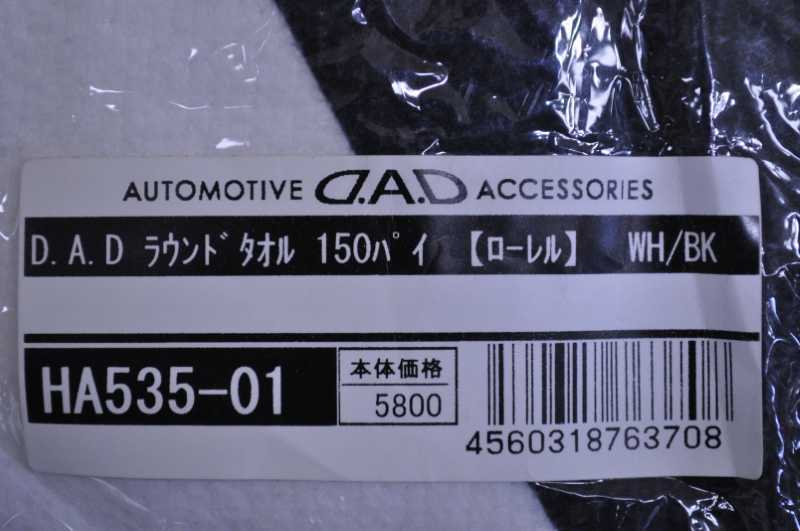 AUTOMOTIVE D.A.D ACCESSORIES
D.A.D ﾗｳﾝﾄﾞﾀｵﾙ 150ﾊﾟｲ 【ﾛｰﾚﾙ】 WH/BK
HA535-01
本体価格
5800
4560318763708